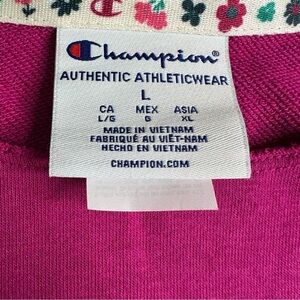 Champion
AUTHENTIC ATHLETICWEAR
L
CA MEX ASIA
L/G G XL
MADE IN VIETNAM
FABRIQUÉ AU VIÊT-NAM
HECHO EN VIETNAM
CHAMPION.COM